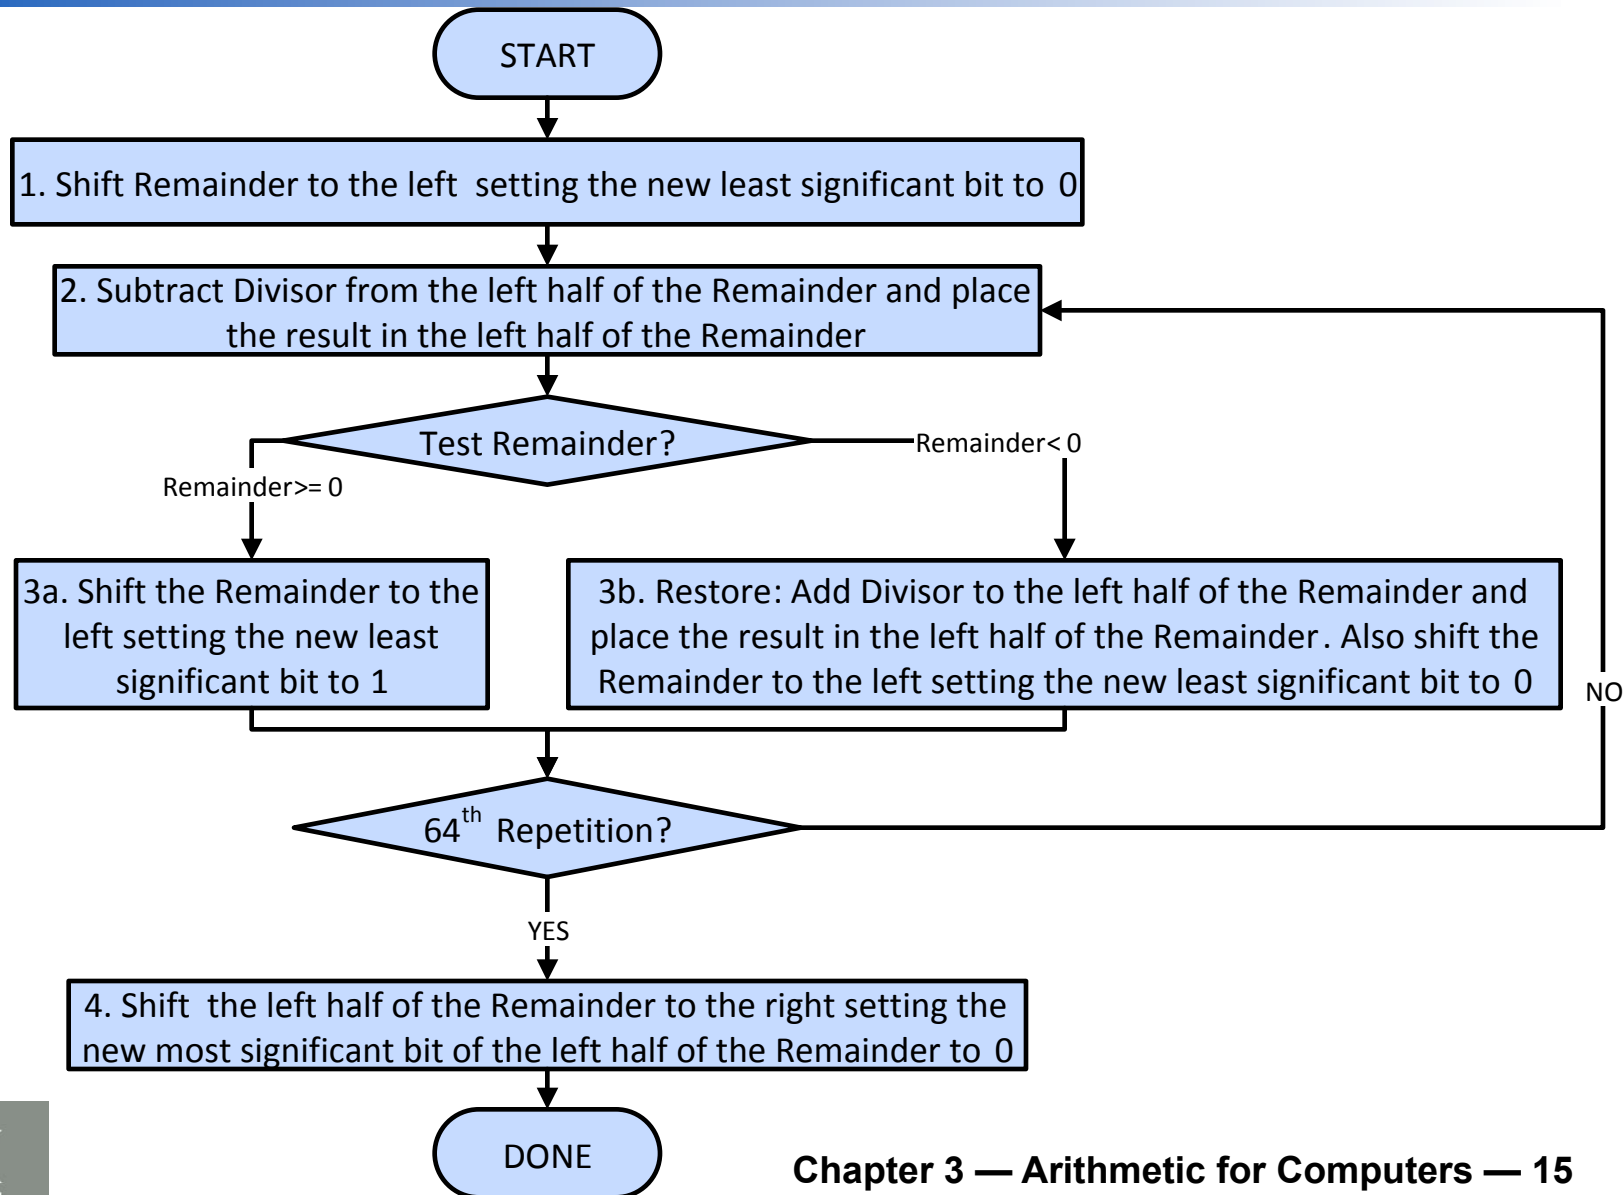 START
1. Shift Remainder to the left setting the new least significant bit to 0
2. Subtract Divisor from the left half of the Remainder and place
the result in the left half of the Remainder
Test Remainder?
Remainder< 0
Remainder>= 0
3a. Shift the Remainder to the
left setting the new least
significant bit to 1
3b. Restore: Add Divisor to the left half of the Remainder and
place the result in the left half of the Remainder. Also shift the
Remainder to the left setting the new least significant bit to 0
NO
64th Repetition?
YES
4. Shift the left half of the Remainder to the right setting the
new most significant bit of the left half of the Remainder to 0
DONE
Chapter 3 — Arithmetic for Computers — 15